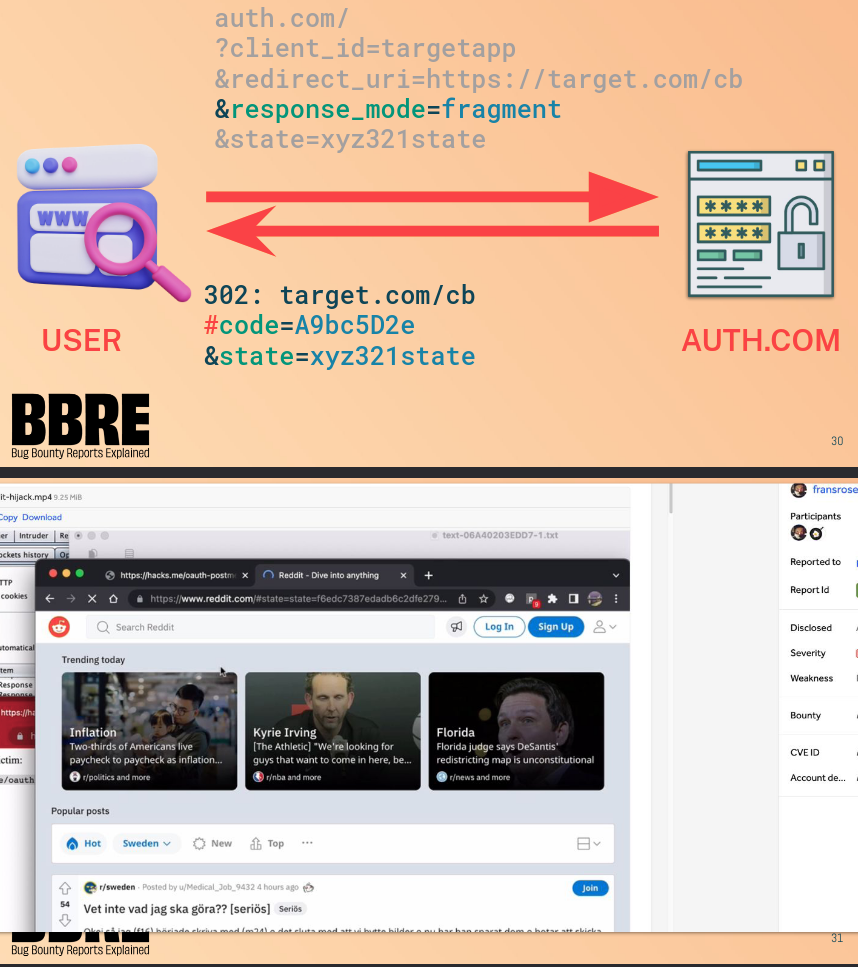 auth.com/
?client_id=targetapp
&redirect_uri=https://target.com/cb
&response_mode=fragment
&state=xyz321state
WWW
****
****
302: target.com/cb
#code=A9bc5D2e
&state=xyz321state
USER
AUTH.COM
BBRE
Bug Bounty Reports Explained
30
it-hijack.mp4 9.25 MiB
Copy Download
er Intruder Re
text-06A40203EDD7-1.txt
ockets history Op
TTP
cookies
utomatical
tem
Response
Response
https://ha
h
ctim:
e/oauth
https://hacks.me/oauth-postm
Reddit - Dive into anything
https://www.reddit.com/#state=state=f6edc7387edadb6c2dfe279...
Search Reddit
Log In
Sign Up
Trending today
Inflation
Two-thirds of Americans live
paycheck to paycheck as inflation...
r/politics and more
Kyrie Irving
[The Athletic] "We're looking for
guys that want to come in here, be...
r/nba and more
Florida
Florida judge says DeSantis'
redistricting map is unconstitutional
r/news and more
Popular posts
Hot
Sweden
New
Top
...
54
r/sweden · Posted by u/Medical_Job_9432 4 hours ago
Join
Vet inte vad jag ska göra?? [seriös] Seriös
fransrose
Participants
Reported to
Report Id
Disclosed
Severity
Weakness
Bounty
CVE ID
Account de...
BBRE
Bug Bounty Reports Explained
31